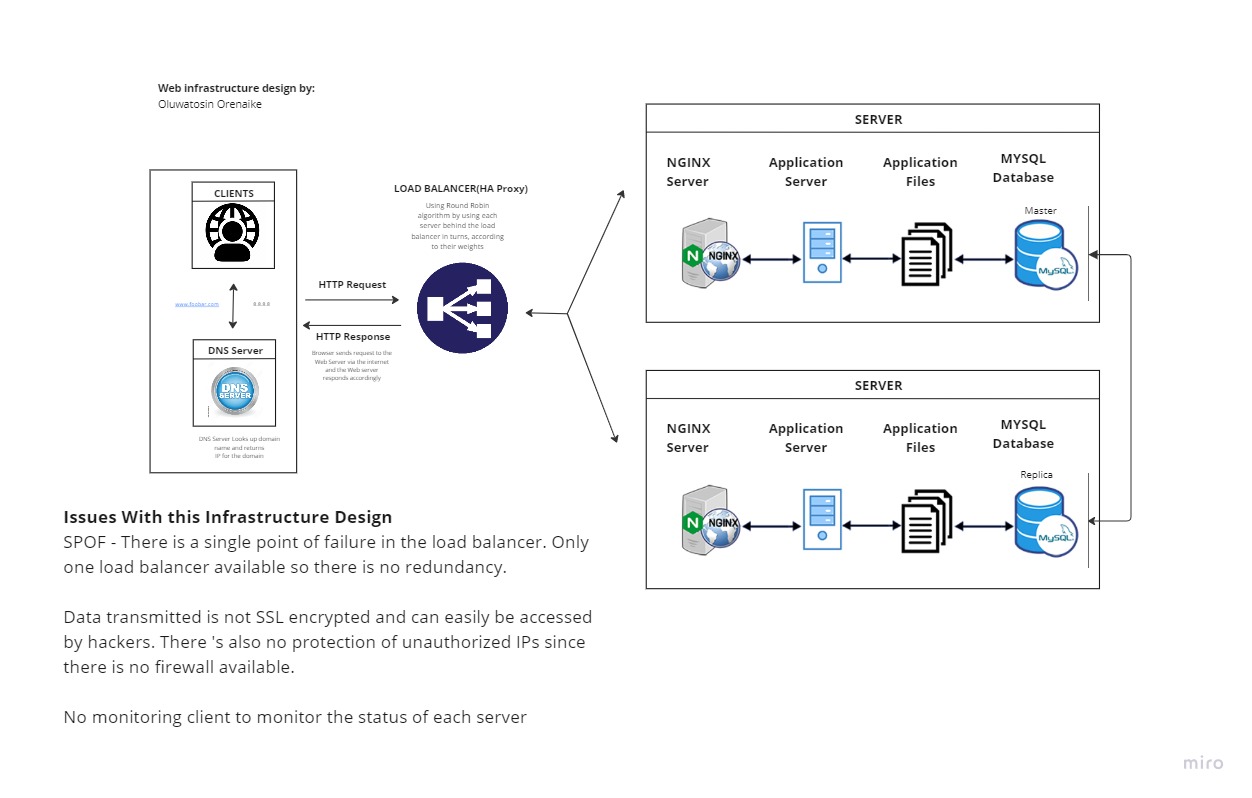 Web infrastructure design by:
Oluwatosin Orenaike
CLIENTS
www.foobar.com
8.8.8.8
DNS Server
DNS
SERVER
DNS Server Looks up domain
name and returns
IP for the domain
HTTP Request
HTTP Response
Browser sends request to the
Web Server via the internet
and the Web server
responds accordingly
LOAD BALANCER(HA Proxy)
Using Round Robin
algorithm by using each
server behind the load
balancer in turns, according
to their weights
SERVER
NGINX
Server
Application
Server
Application
Files
MYSQL
Database
Master
N
NGINX
MySQL
SERVER
NGINX
Server
Application
Server
Application
Files
MYSQL
Database
Replica
N
NGINX
MySQL
Issues With this Infrastructure Design
SPOF - There is a single point of failure in the load balancer. Only
one load balancer available so there is no redundancy.
Data transmitted is not SSL encrypted and can easily be accessed
by hackers. There 's also no protection of unauthorized IPs since
there is no firewall available.
No monitoring client to monitor the status of each server
miro